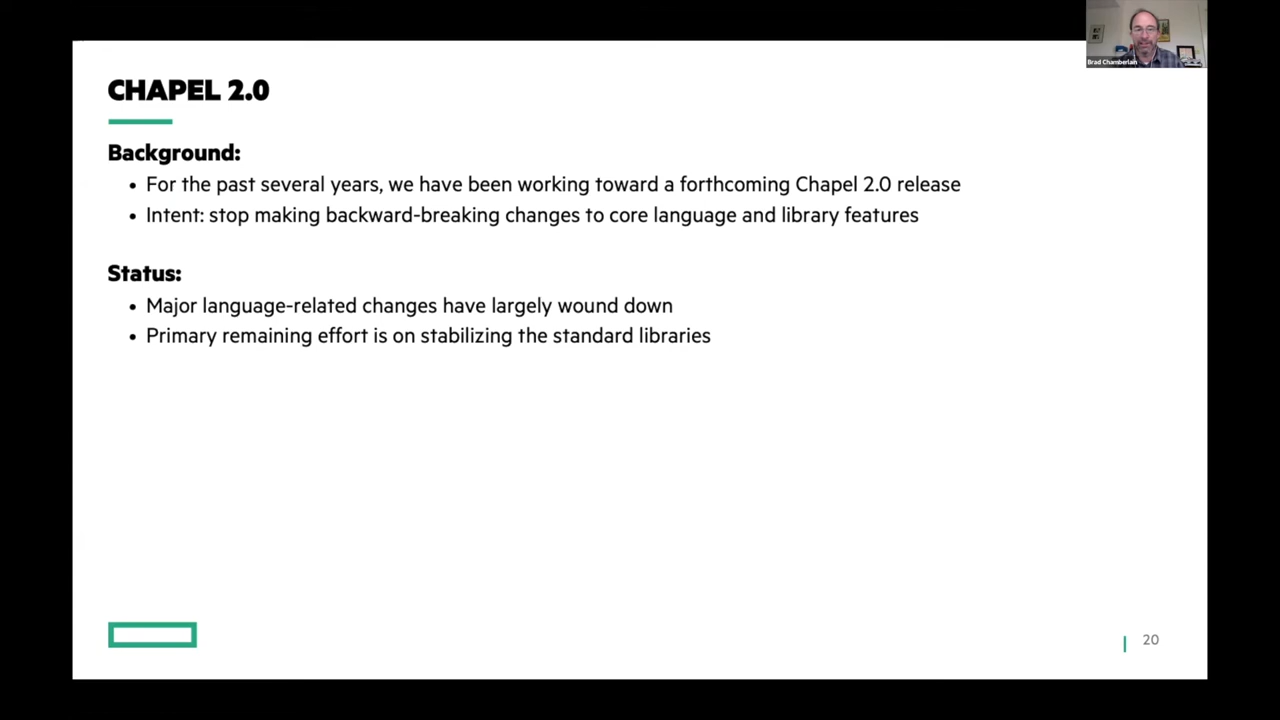 Brad Chamberlain
CHAPEL 2.0
Background:
• For the past several years, we have been working toward a forthcoming Chapel 2.0 release
• Intent: stop making backward-breaking changes to core language and library features
Status:
• Major language-related changes have largely wound down
• Primary remaining effort is on stabilizing the standard libraries
20